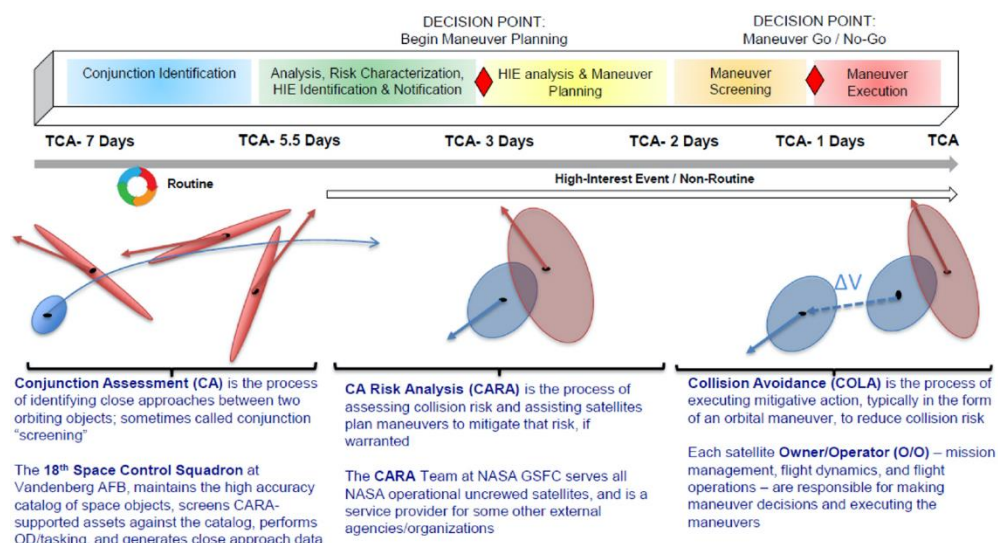 DECISION POINT:
Begin Maneuver Planning
DECISION POINT:
Maneuver Go / No-Go
Conjunction Identification
Analysis, Risk Characterization,
HIE Identification & Notification
HIE analysis & Maneuver
Planning
Maneuver
Screening
Maneuver
Execution
TCA- 7 Days
TCA- 5.5 Days
TCA- 3 Days
TCA- 2 Days
TCA- 1 Days
TCA
Routine
High-Interest Event / Non-Routine
ΔV
Conjunction Assessment (CA) is the process
of identifying close approaches between two
orbiting objects; sometimes called conjunction
"screening"
The 18th Space Control Squadron at
Vandenberg AFB, maintains the high accuracy
catalog of space objects, screens CARA-
supported assets against the catalog, performs
OD/tasking, and generates close approach data
CA Risk Analysis (CARA) is the process of
assessing collision risk and assisting satellites
plan maneuvers to mitigate that risk, if
warranted
The CARA Team at NASA GSFC serves all
NASA operational uncrewed satellites, and is a
service provider for some other external
agencies/organizations
Collision Avoidance (COLA) is the process of
executing mitigative action, typically in the form
of an orbital maneuver, to reduce collision risk
Each satellite Owner/Operator (O/O) – mission
management, flight dynamics, and flight
operations – are responsible for making
maneuver decisions and executing the
maneuvers